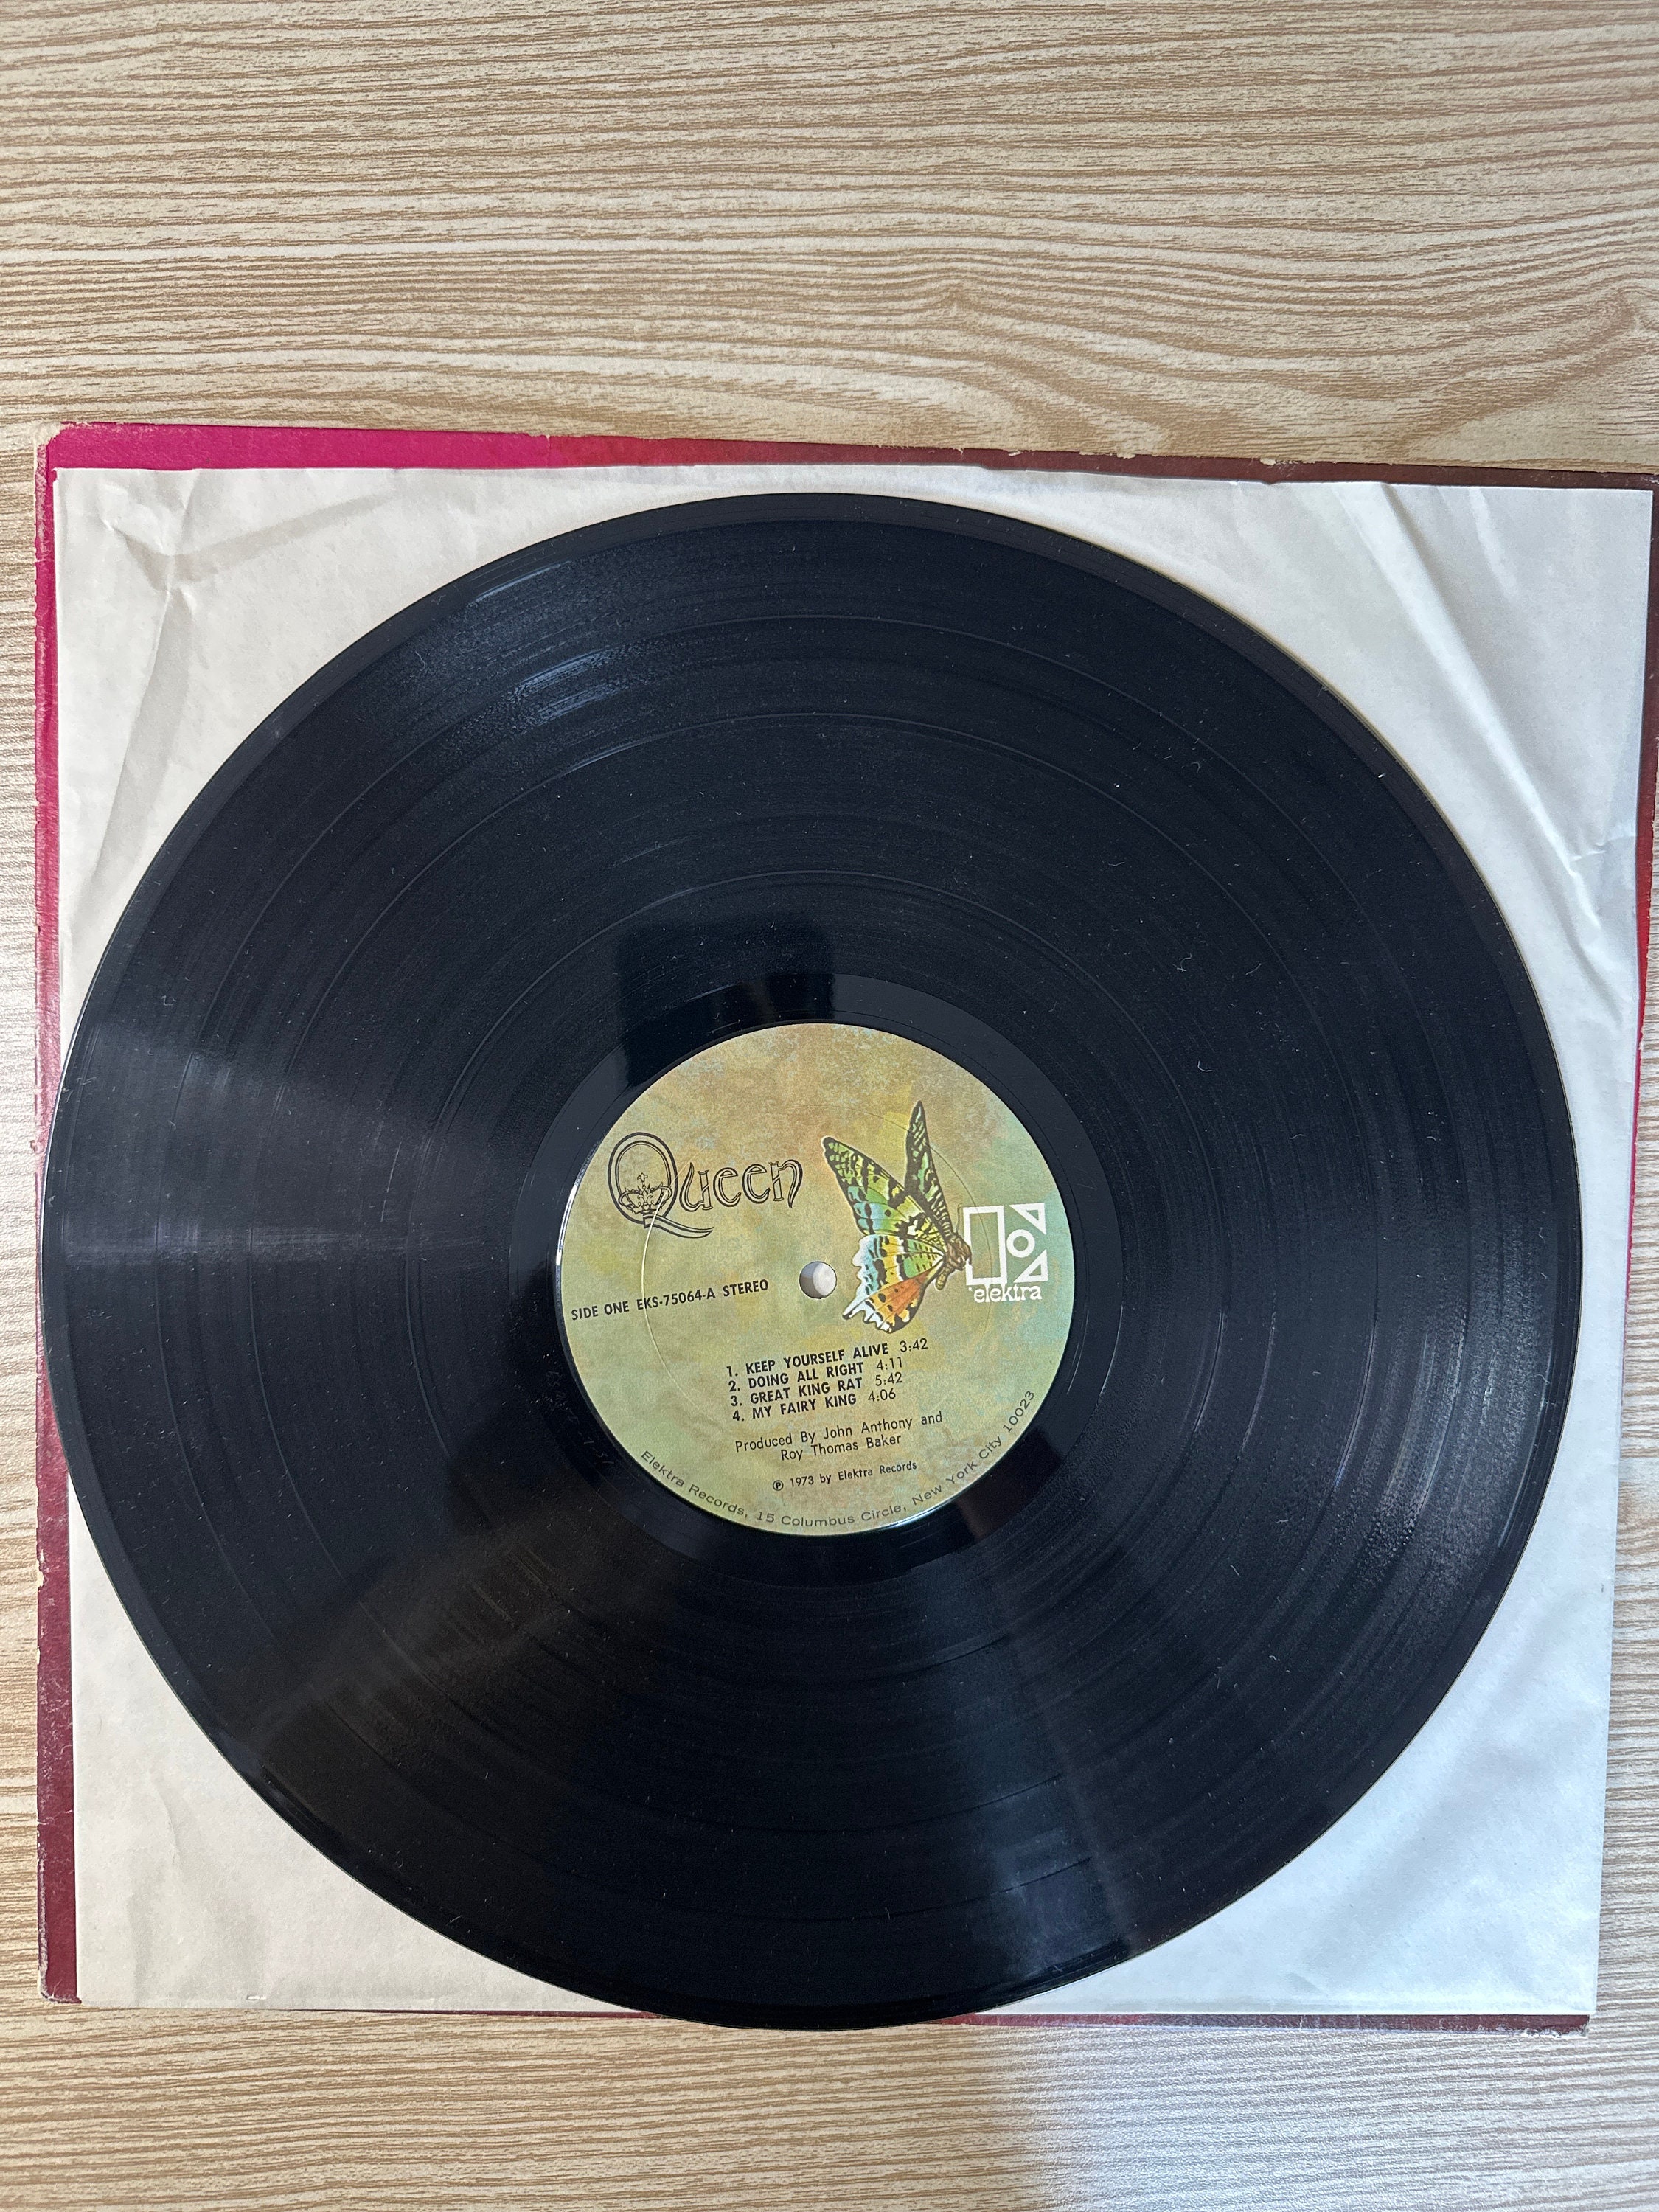 Queen
elektra
SIDE ONE EKS-75064-A STEREO
1. KEEP YOURSELF ALIVE 3:42
2. DOING ALL RIGHT 4:11
3. GREAT KING RAT 5:42
4. MY FAIRY KING 4:06
Produced By John Anthony and
Roy Thomas Baker
℗ 1973 by Elektra Records
Elektra Records, 15 Columbus Circle, New York City 10023